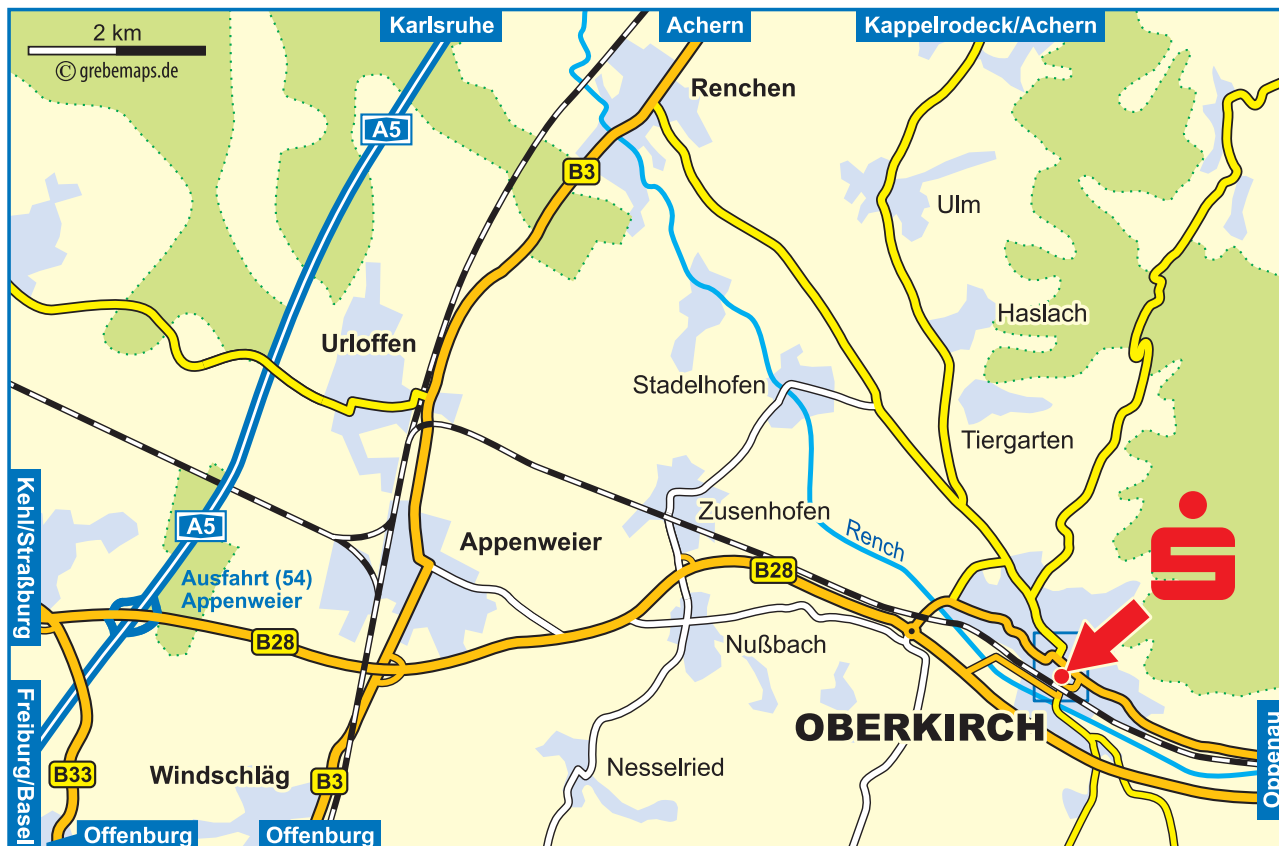 Karlsruhe
Achern
Kappelrodeck/Achern
2 km
© grebemaps.de
Renchen
A5
B3
Ulm
Haslach
Urloffen
Stadelhofen
Tiergarten
Kehl/Straßburg
Zusenhofen
A5
Rench
Appenweier
B28
Ausfahrt (54)
Appenweier
B28
Nußbach
OBERKIRCH
Freiburg/Basel
Oppenau
B33
Windschläg
B3
Nesselried
Offenburg
Offenburg